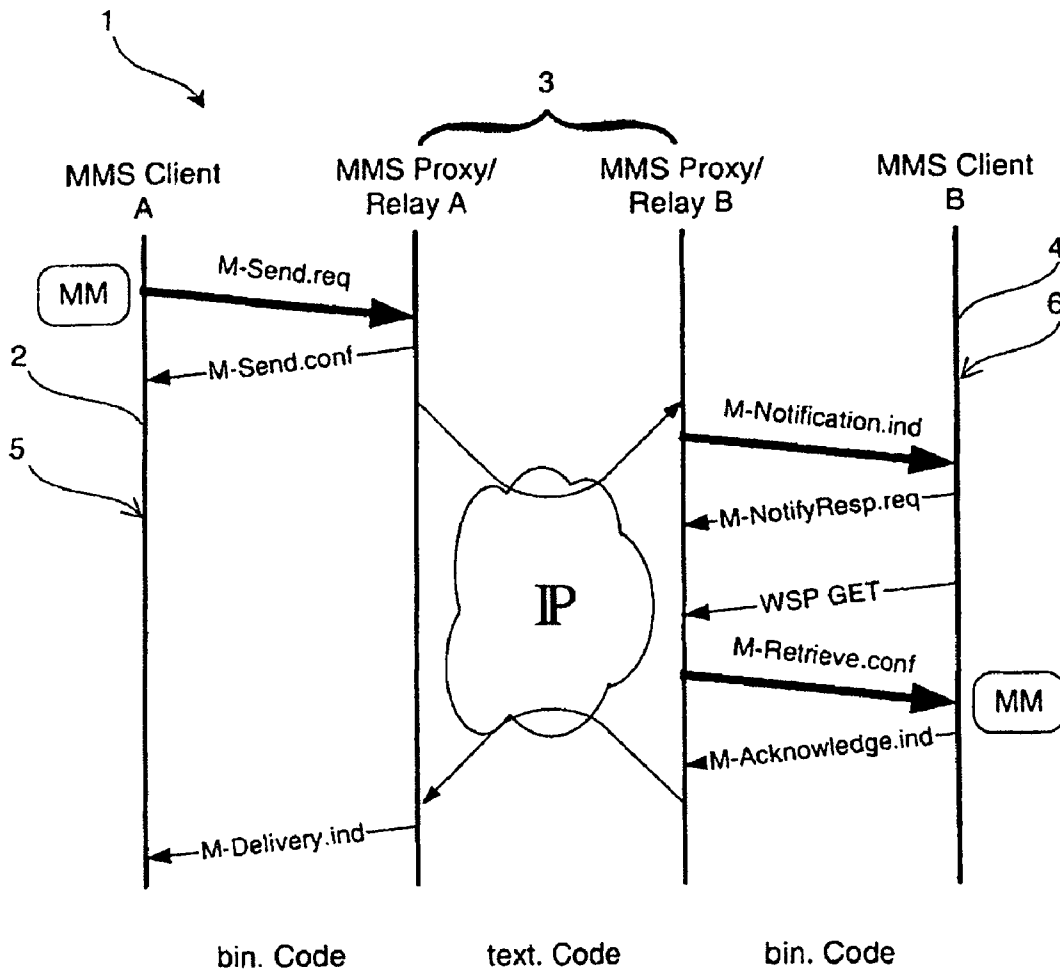 1
3
MMS Client
A
MMS Proxy/
Relay A
MMS Proxy/
Relay B
MMS Client
B
4
6
MM
M-Send.req
M-Send.conf
2
5
M-Notification.ind
M-NotifyResp.req
IP
WSP GET
M-Retrieve.conf
MM
M-Acknowledge.ind
M-Delivery.ind
bin. Code
text. Code
bin. Code